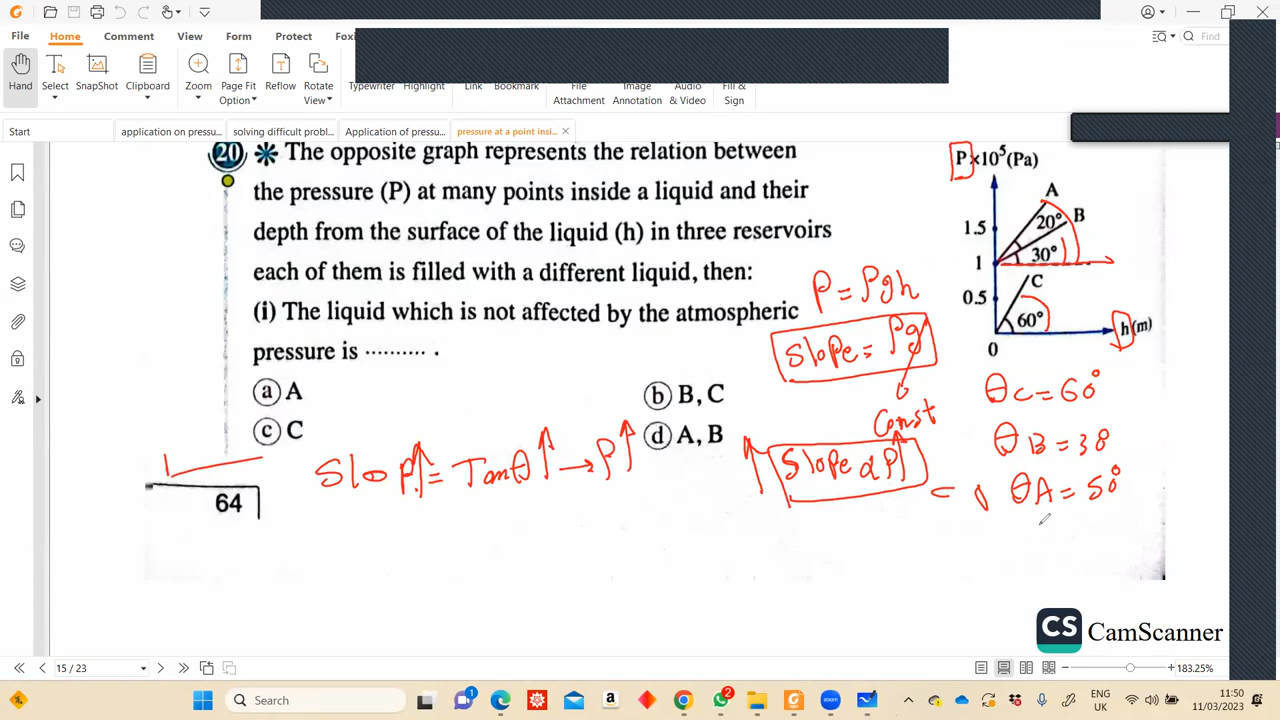 File Home Comment View Form Protect
Find
Hand Select SnapShot Clipboard Zoom Page Fit Option Reflow Rotate View Typewriter Highlight Link Bookmark File Attachment Image Annotation Audio & Video Fill & Sign
Start application on pressu... solving difficult probl... Application of pressu... pressure at a point insi...
20 * The opposite graph represents the relation between
the pressure (P) at many points inside a liquid and their
depth from the surface of the liquid (h) in three reservoirs
each of them is filled with a different liquid, then:
(i) The liquid which is not affected by the atmospheric
pressure is .......... .
a A
b B, C
c C
d A, B
64
P×10⁵(Pa)
A
20°
B
1.5
30°
1
C
0.5
60°
h(m)
0
P = ρgh
Slope = ρg
Const
Slope α ρ
Slop = Tanθ → ρ
θC = 60°
θB = 30
θA = 50°
CS CamScanner
15 / 23
183.25%
Search
1
2
ENG
UK
11:50
11/03/2023